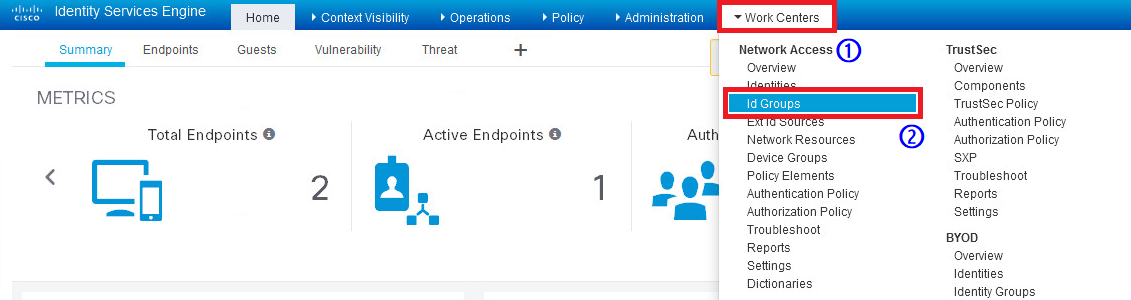 cisco Identity Services Engine Home Context Visibility Operations Policy Administration Work Centers
Summary Endpoints Guests Vulnerability Threat +
METRICS
Total Endpoints
2
Active Endpoints
1
Auth
Network Access 1
Overview
Identities
Id Groups
2
Ext Id Sources
Network Resources
Device Groups
Policy Elements
Authentication Policy
Authorization Policy
Troubleshoot
Reports
Settings
Dictionaries
TrustSec
Overview
Components
TrustSec Policy
Authentication Policy
Authorization Policy
SXP
Troubleshoot
Reports
Settings
BYOD
Overview
Identities
Identity Groups